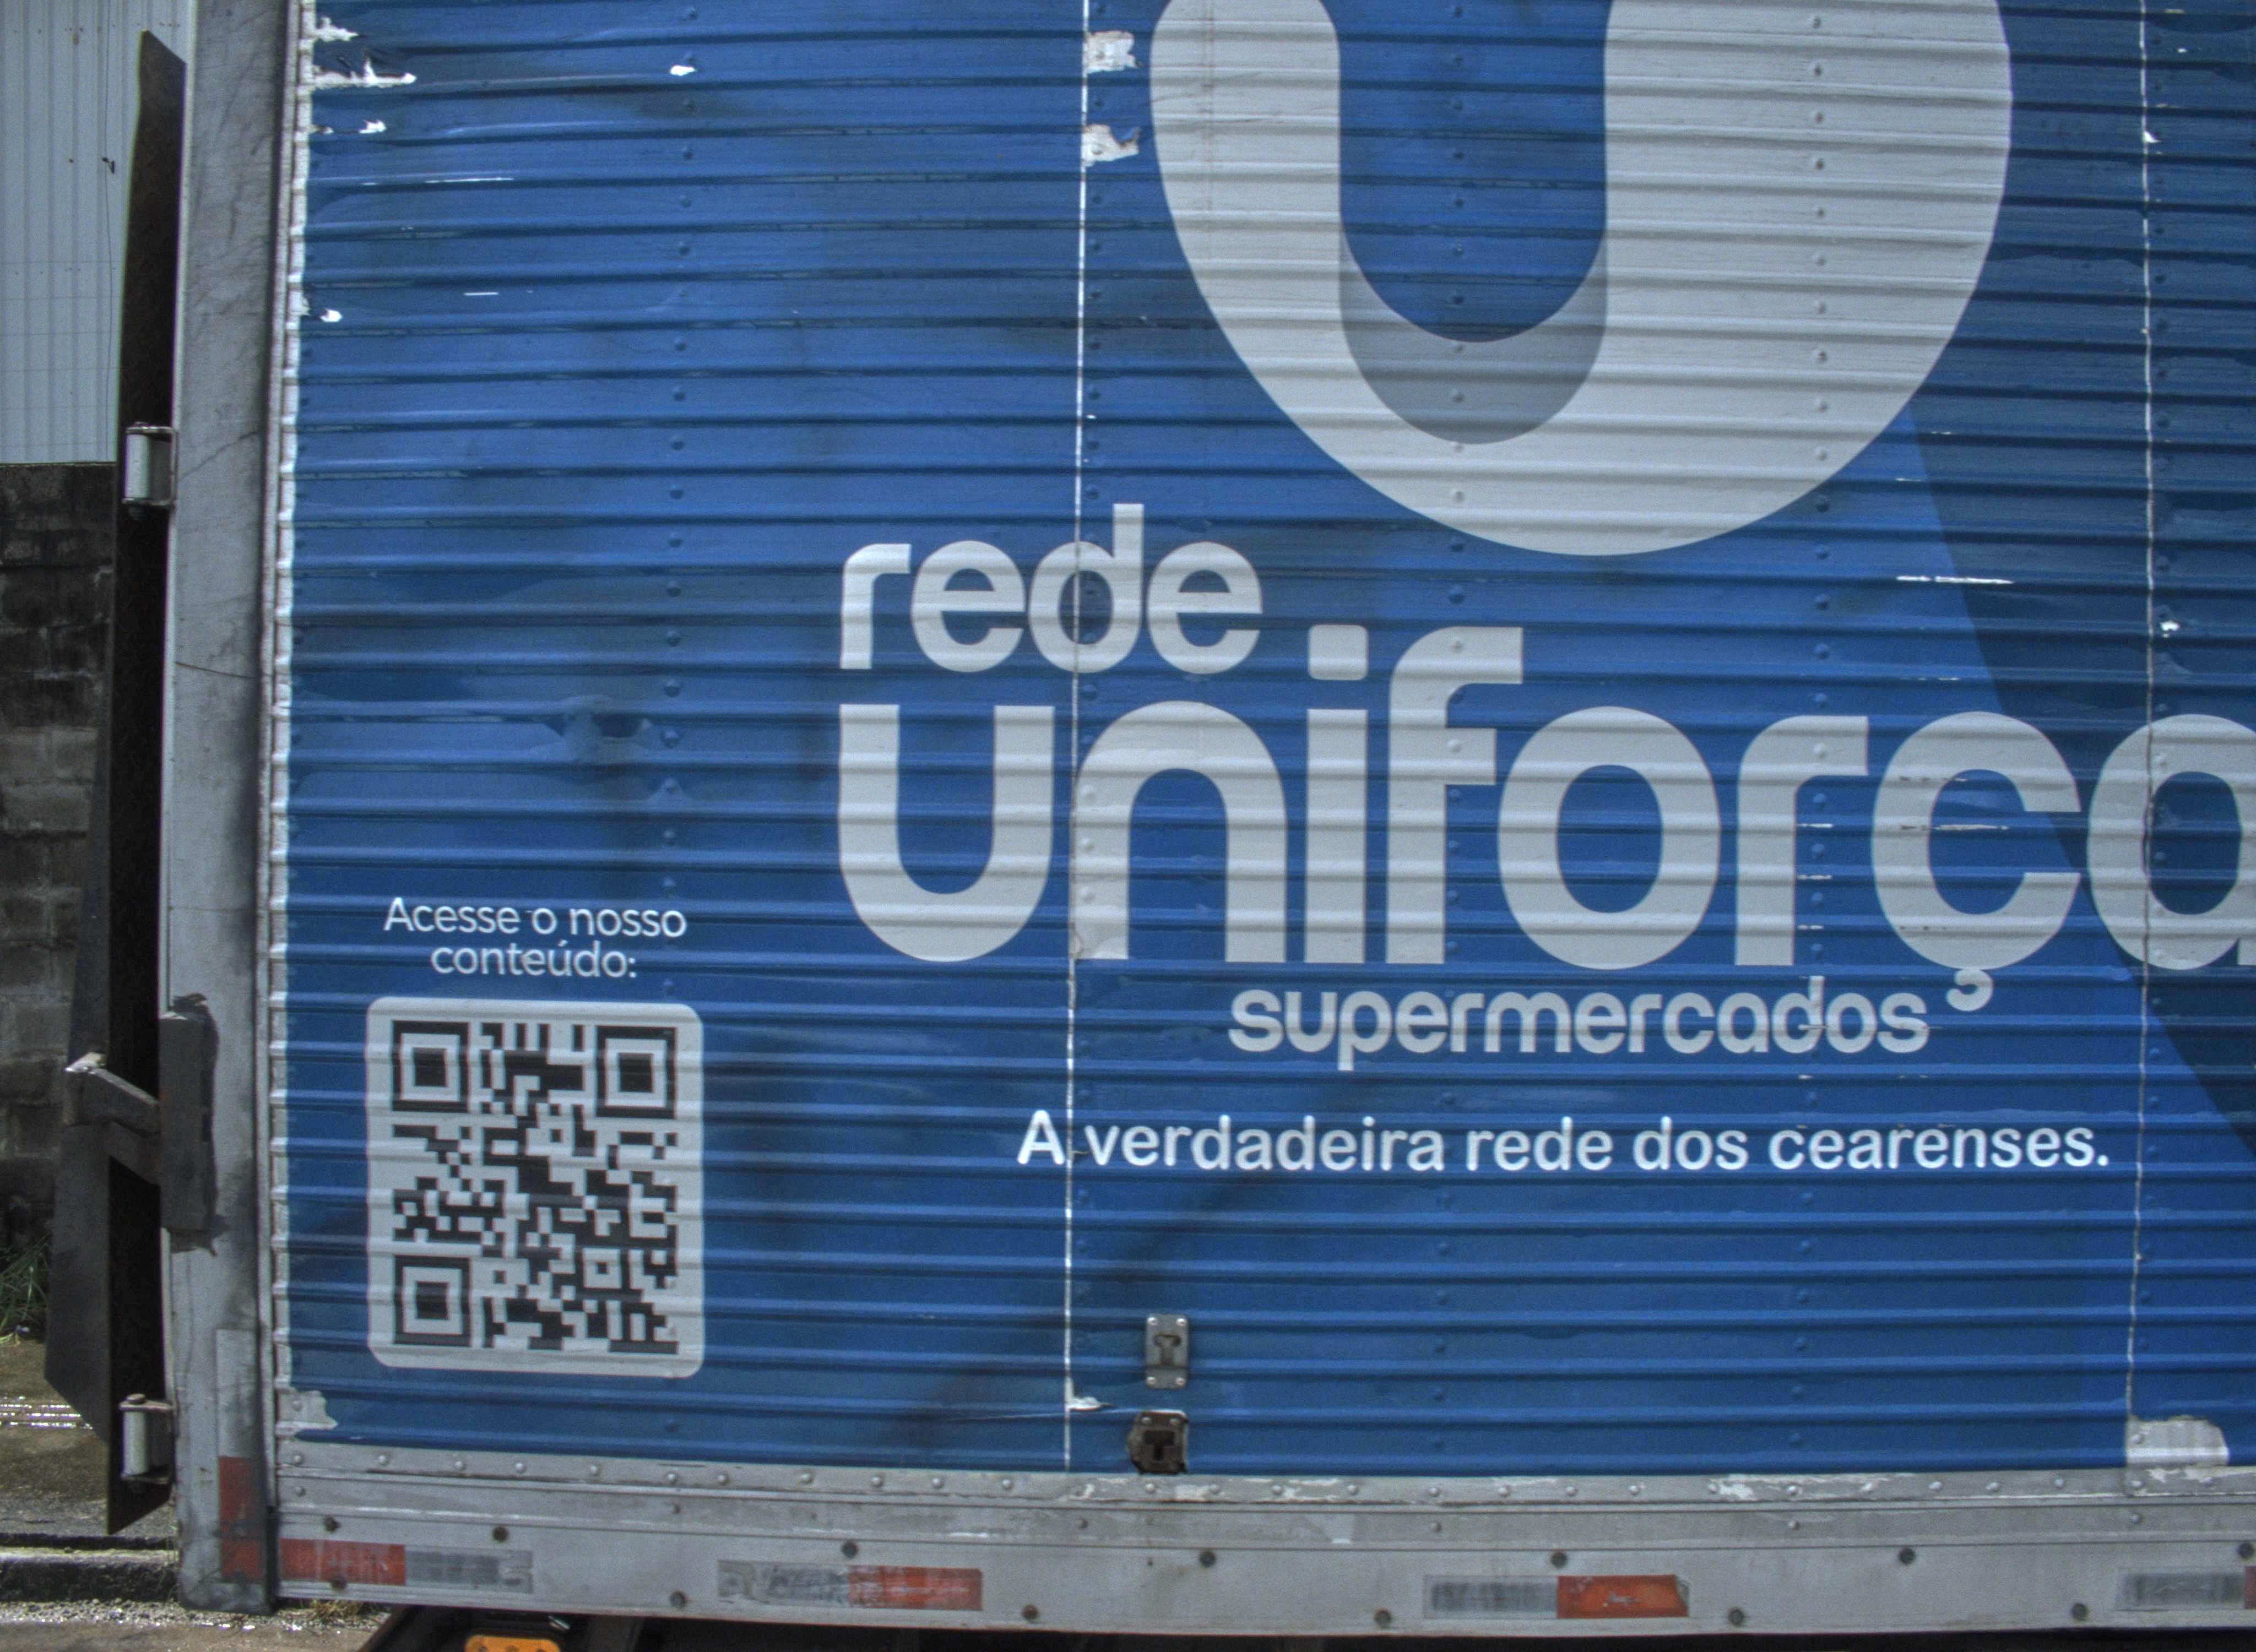 rede
uniforça
supermercados
A verdadeira rede dos cearenses.
Acesse o nosso
conteúdo: